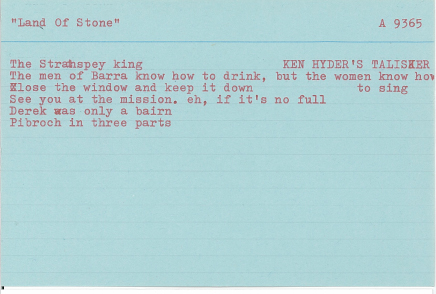 "Land Of Stone" A 9365
The Strathspey king KEN HYDER'S TALISKER
The men of Barra know how to drink, but the women know how
Close the window and keep it down to sing
See you at the mission. eh, if it's no full
Derek was only a bairn
Pibroch in three parts